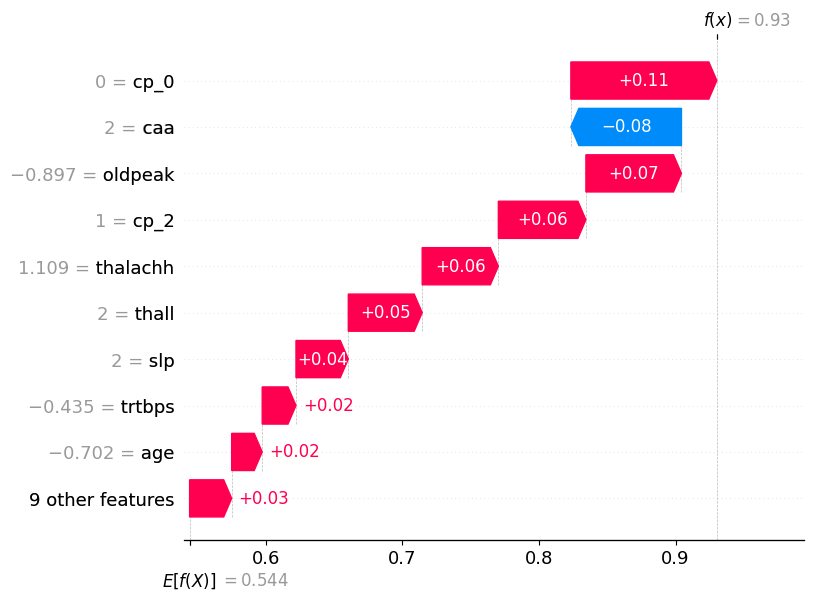 f(x) = 0.93
0 = cp_0
+0.11
2 = caa
−0.08
−0.897 = oldpeak
+0.07
1 = cp_2
+0.06
1.109 = thalachh
+0.06
2 = thall
+0.05
2 = slp
+0.04
−0.435 = trtbps
+0.02
−0.702 = age
+0.02
9 other features
+0.03
0.6 0.7 0.8 0.9
E[f(X)] = 0.544